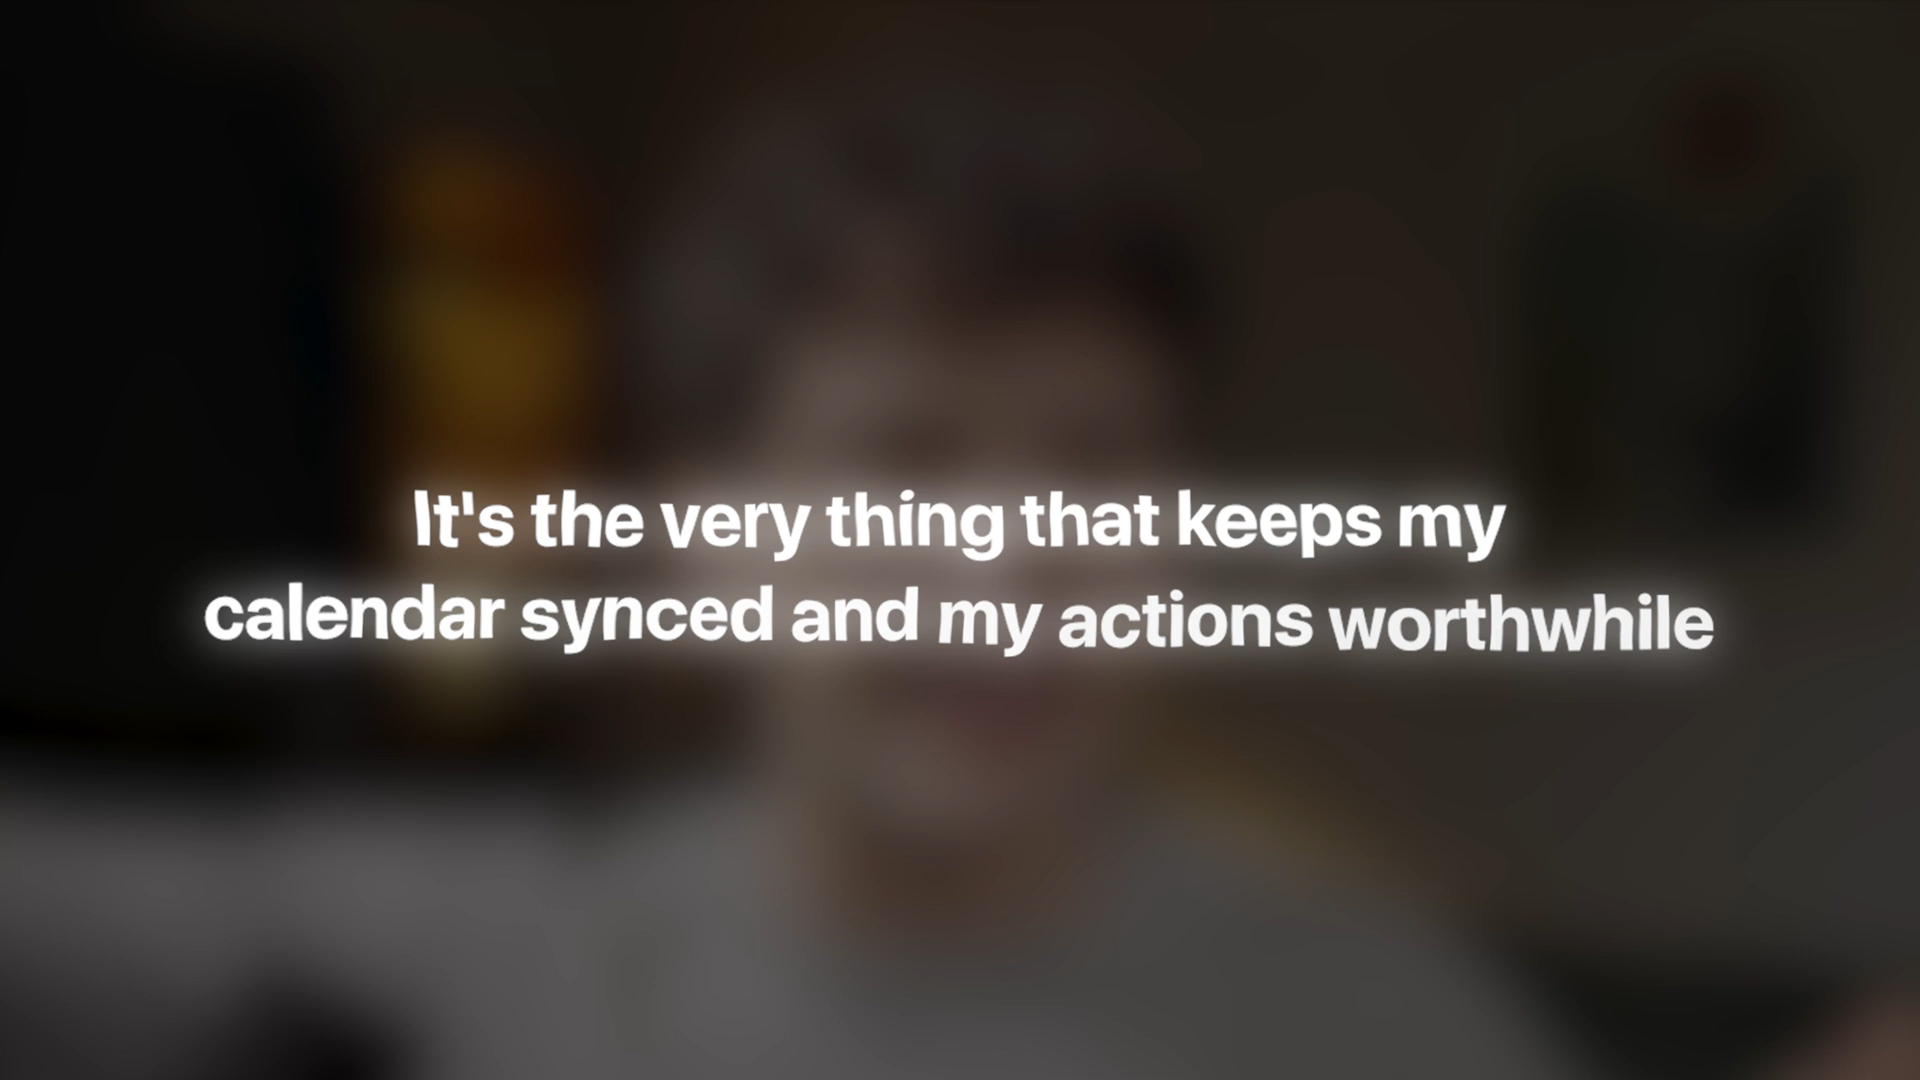 It's the very thing that keeps my
calendar synced and my actions worthwhile